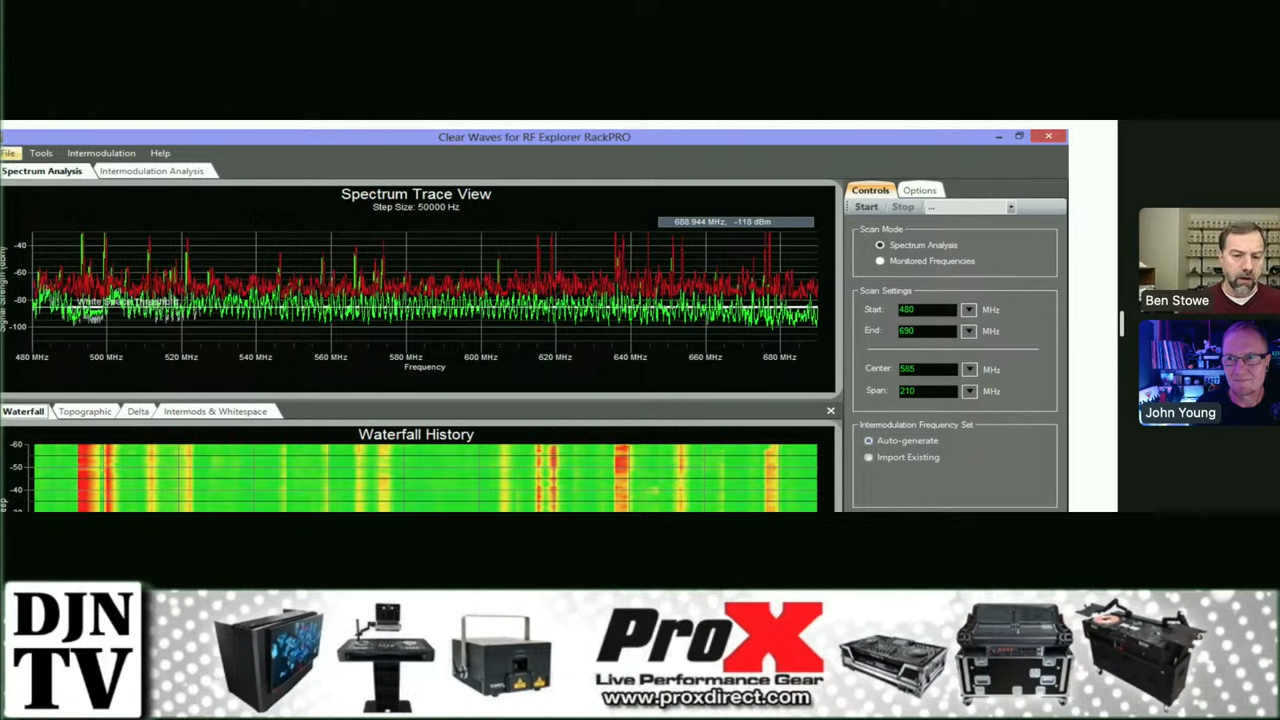 Clear Waves for RF Explorer RackPRO
File Tools Intermodulation Help
Spectrum Analysis Intermodulation Analysis
Spectrum Trace View
Step Size: 50000 Hz
688.944 MHz, -118 dBm
-40
-60
-80
-100
White Space Threshold
480 MHz 500 MHz 520 MHz 540 MHz 560 MHz 580 MHz 600 MHz 620 MHz 640 MHz 660 MHz 680 MHz
Frequency
Waterfall Topographic Delta Intermods & Whitespace
Waterfall History
-60
-50
-40
Controls Options
Start Stop ...
Scan Mode
Spectrum Analysis
Monitored Frequencies
Scan Settings
Start: 480 MHz
End: 690 MHz
Center: 585 MHz
Span: 210 MHz
Intermodulation Frequency Set
Auto-generate
Import Existing
Ben Stowe
John Young
DJN
TV
ProX
Live Performance Gear
www.proxdirect.com